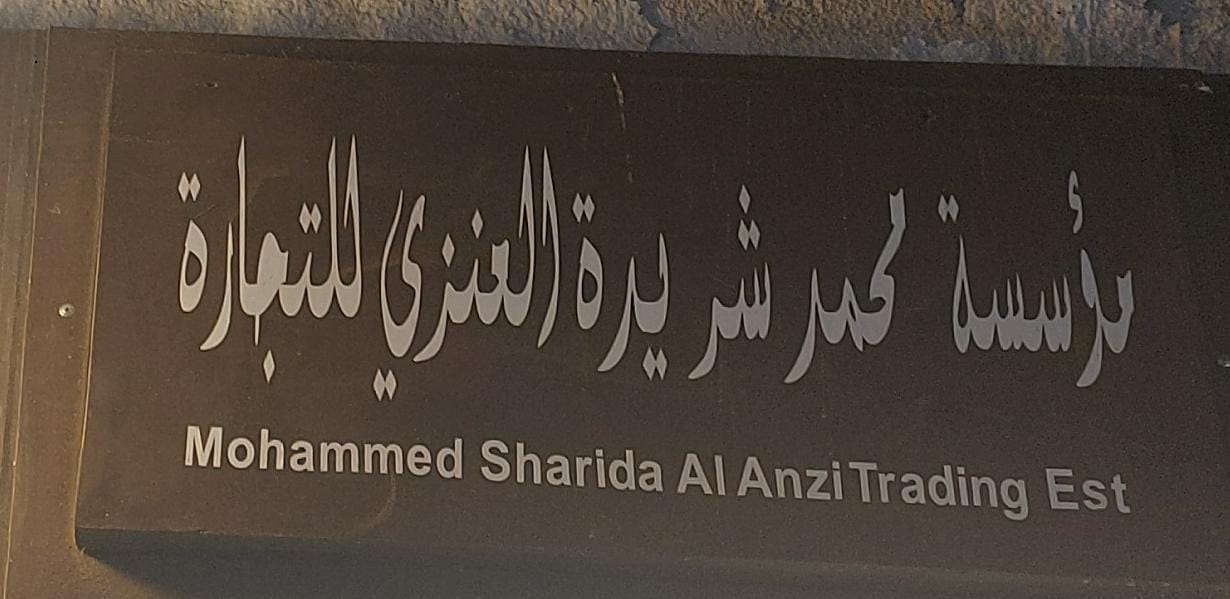 مؤسسة محمد شريدة العنزي للتجارة
Mohammed Sharida Al Anzi Trading Est